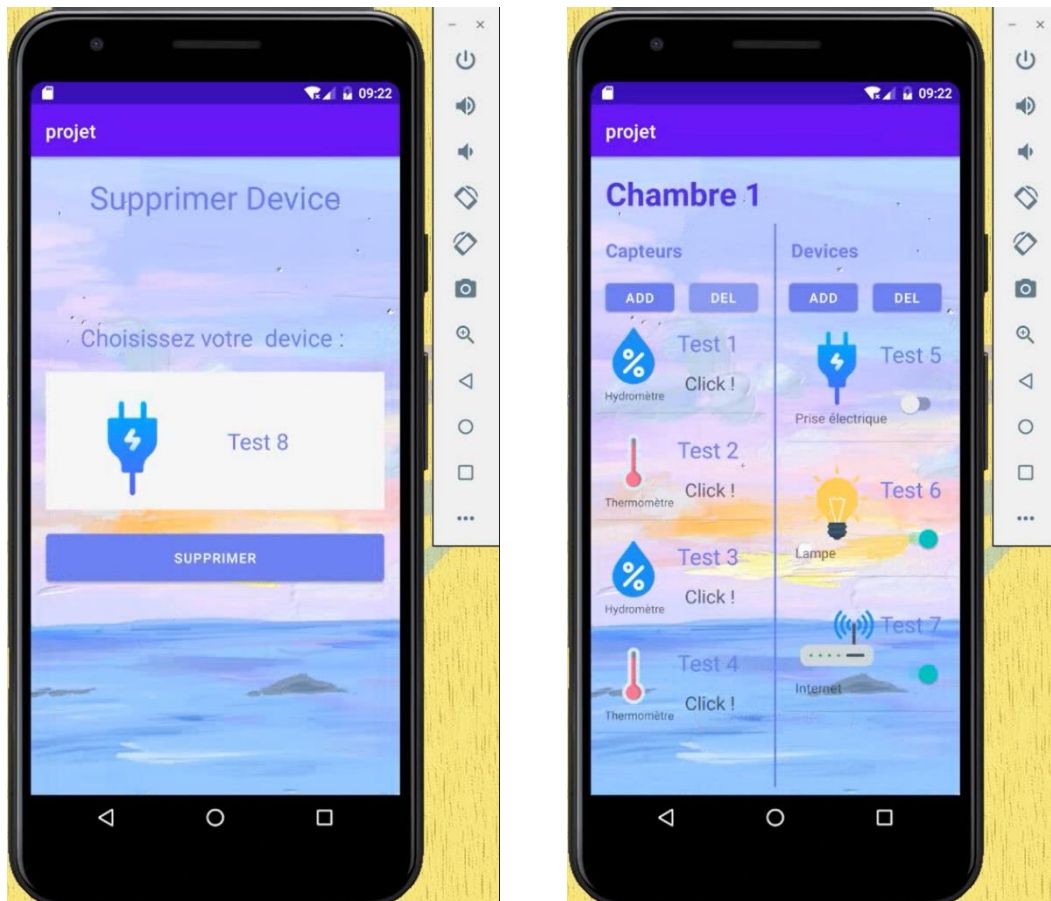 09:22
projet
Supprimer Device
Choisissez votre device :
Test 8
SUPPRIMER
09:22
projet
Chambre 1
Capteurs
ADD DEL
Test 1
Click !
Hydromètre
Test 2
Click !
Thermomètre
Test 3
Click !
Hydromètre
Test 4
Click !
Thermomètre
Devices
ADD DEL
Test 5
Prise électrique
Test 6
Lampe
Test 7
Internet